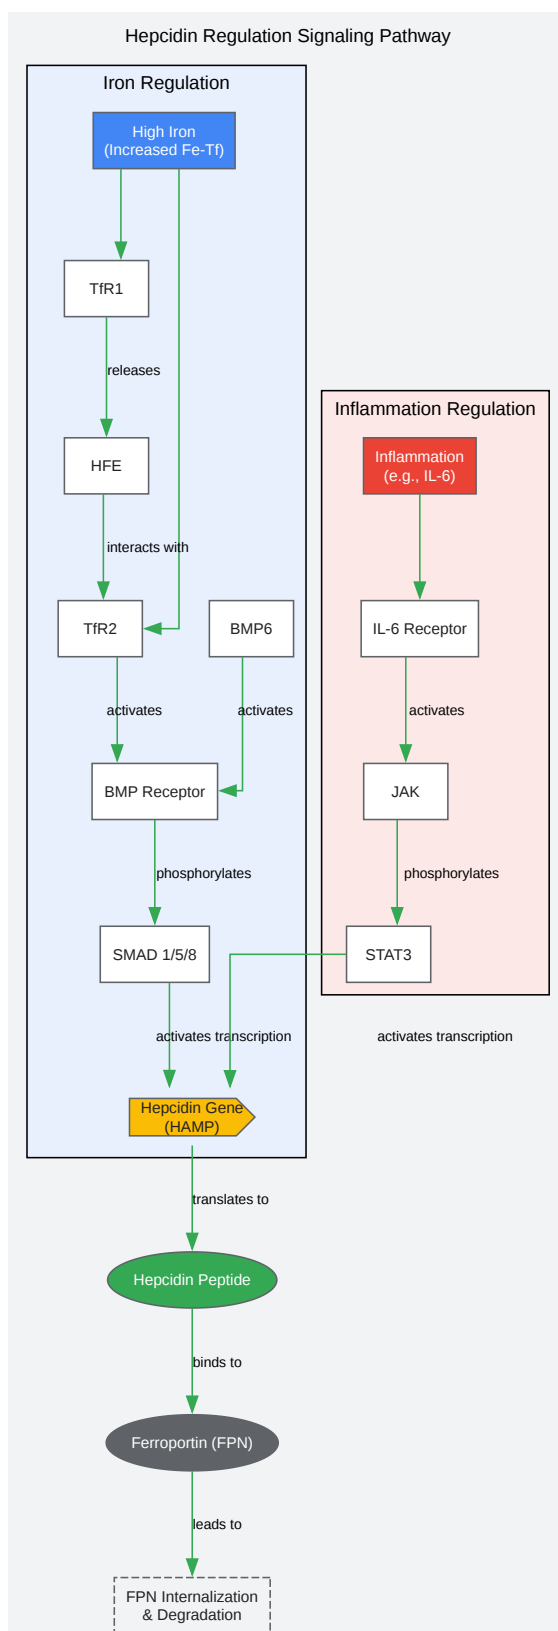 Hepcidin Regulation Signaling Pathway
Iron Regulation
High Iron
(Increased Fe-Tf)
TfR1
releases
HFE
interacts with
TfR2
BMP6
activates
activates
BMP Receptor
phosphorylates
SMAD 1/5/8
activates transcription
Inflammation Regulation
Inflammation
(e.g., IL-6)
IL-6 Receptor
activates
JAK
phosphorylates
STAT3
activates transcription
Hepcidin Gene
(HAMP)
translates to
Hepcidin Peptide
binds to
Ferroportin (FPN)
leads to
FPN Internalization
& Degradation